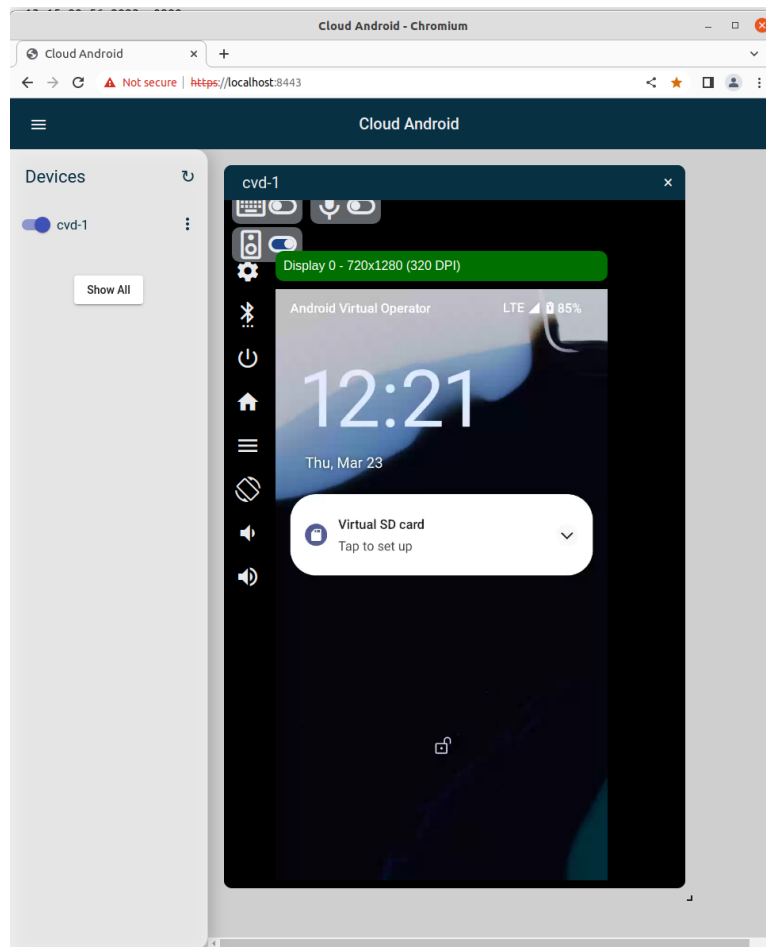 Cloud Android - Chromium
Cloud Android
Not secure | https://localhost:8443
Cloud Android
Devices
cvd-1
Show All
cvd-1
Display 0 - 720x1280 (320 DPI)
Android Virtual Operator LTE 85%
12:21
Thu, Mar 23
Virtual SD card
Tap to set up